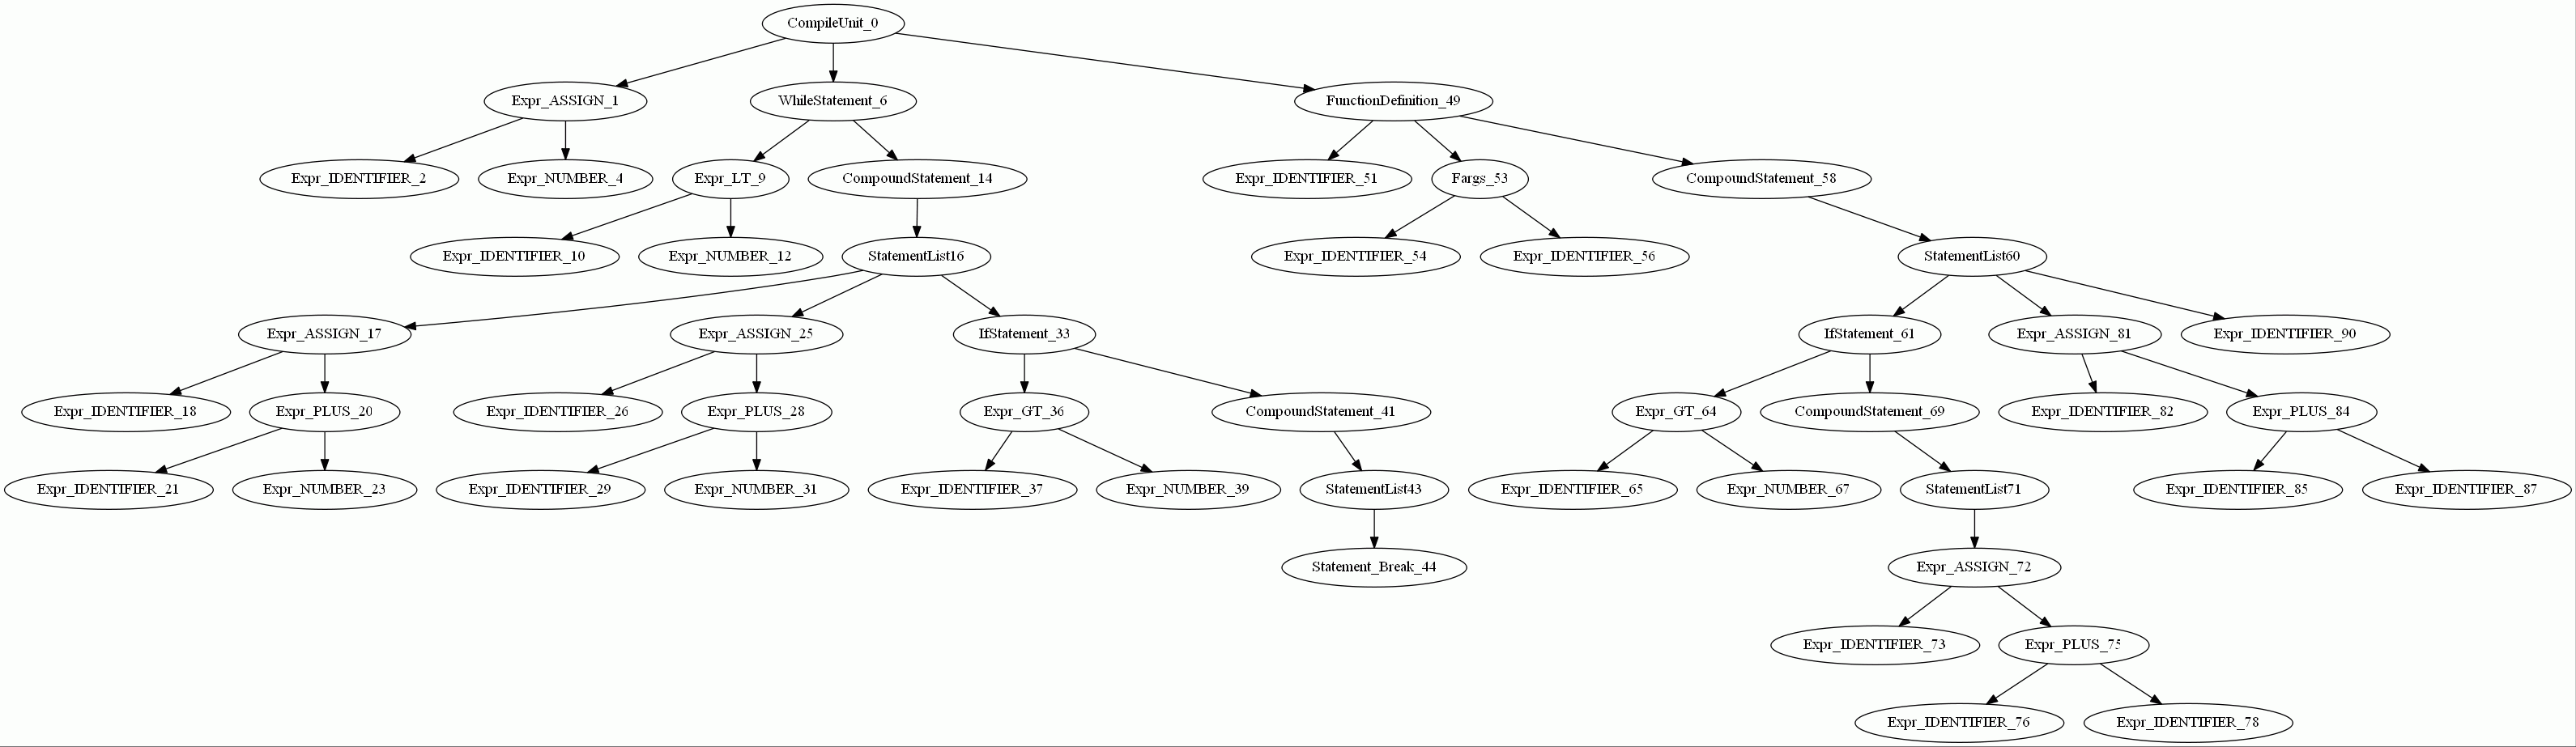 CompileUnit_0
Expr_ASSIGN_1
WhileStatement_6
FunctionDefinition_49
Expr_IDENTIFIER_2
Expr_NUMBER_4
Expr_LT_9
CompoundStatement_14
Expr_IDENTIFIER_51
Fargs_53
CompoundStatement_58
Expr_IDENTIFIER_10
Expr_NUMBER_12
StatementList16
Expr_IDENTIFIER_54
Expr_IDENTIFIER_56
StatementList60
Expr_ASSIGN_17
Expr_ASSIGN_25
IfStatement_33
IfStatement_61
Expr_ASSIGN_81
Expr_IDENTIFIER_90
Expr_IDENTIFIER_18
Expr_PLUS_20
Expr_IDENTIFIER_26
Expr_PLUS_28
Expr_GT_36
CompoundStatement_41
Expr_GT_64
CompoundStatement_69
Expr_IDENTIFIER_82
Expr_PLUS_84
Expr_IDENTIFIER_21
Expr_NUMBER_23
Expr_IDENTIFIER_29
Expr_NUMBER_31
Expr_IDENTIFIER_37
Expr_NUMBER_39
StatementList43
Expr_IDENTIFIER_65
Expr_NUMBER_67
StatementList71
Expr_IDENTIFIER_85
Expr_IDENTIFIER_87
Statement_Break_44
Expr_ASSIGN_72
Expr_IDENTIFIER_73
Expr_PLUS_75
Expr_IDENTIFIER_76
Expr_IDENTIFIER_78